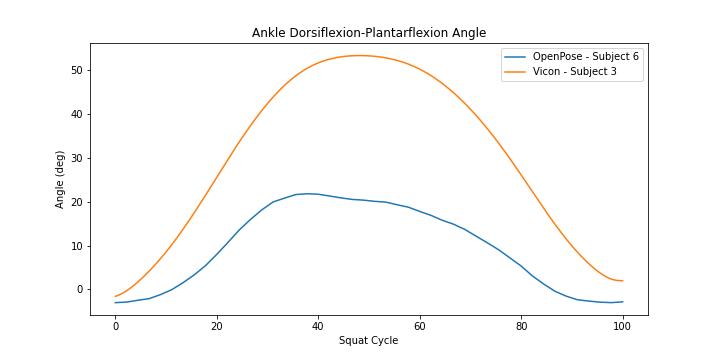 Ankle Dorsiflexion-Plantarflexion Angle
OpenPose - Subject 6
Vicon - Subject 3
Angle (deg)
50
40
30
20
10
0
0 20 40 60 80 100
Squat Cycle